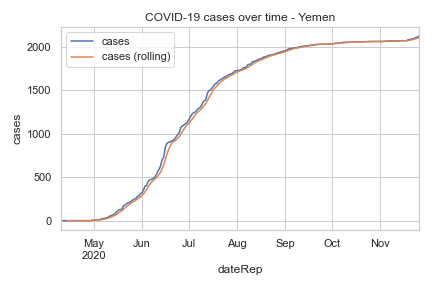 COVID-19 cases over time - Yemen
cases
cases (rolling)
2000
1500
1000
500
0
cases
May Jun Jul Aug Sep Oct Nov
2020
dateRep